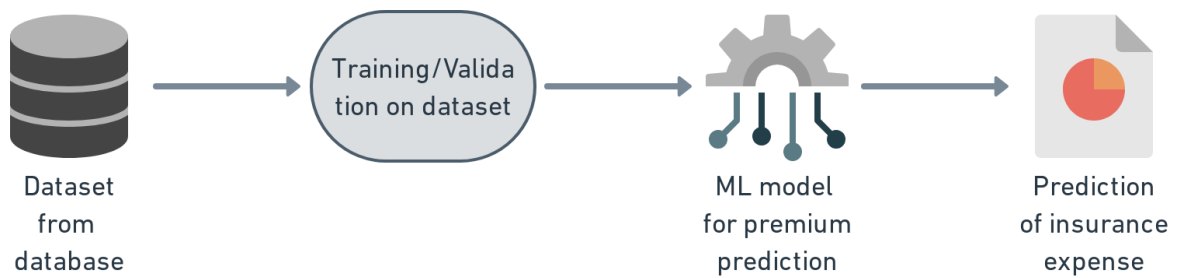 Training/Valida
tion on dataset
Dataset
from
database
ML model
for premium
prediction
Prediction
of insurance
expense